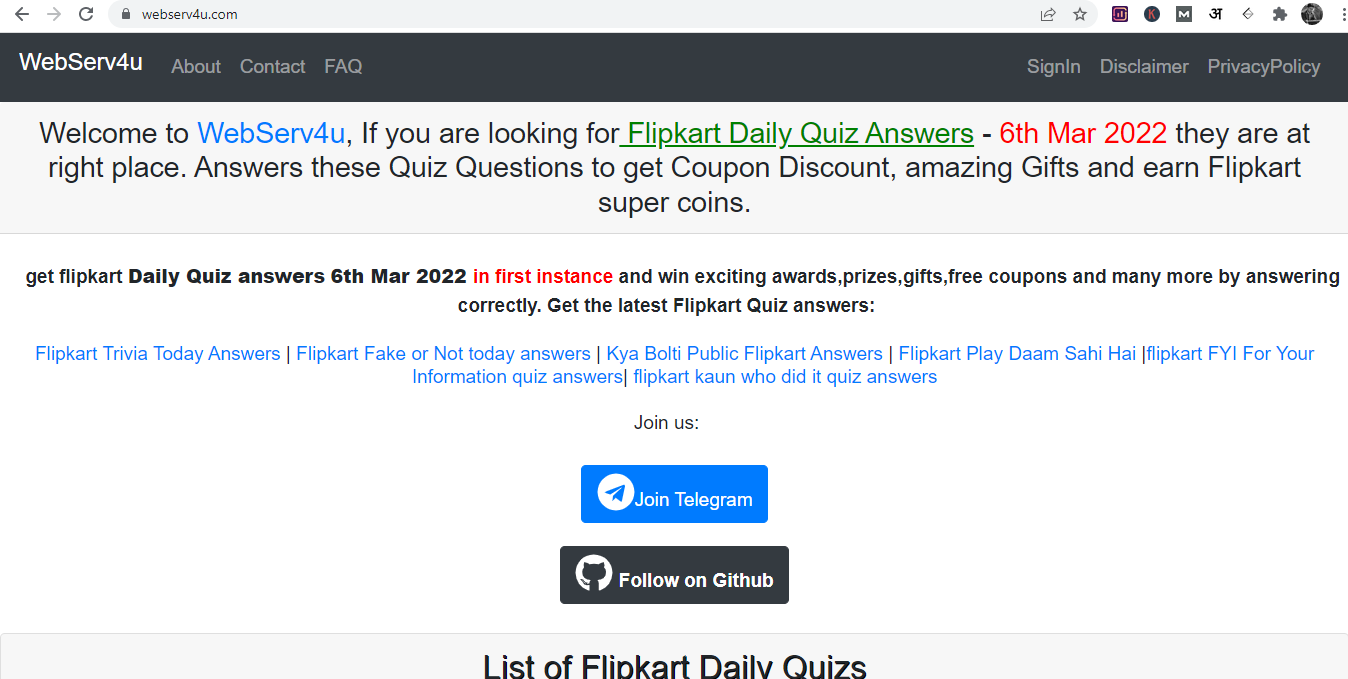 webserv4u.com
WebServ4u About Contact FAQ SignIn Disclaimer PrivacyPolicy
Welcome to WebServ4u, If you are looking for Flipkart Daily Quiz Answers - 6th Mar 2022 they are at
right place. Answers these Quiz Questions to get Coupon Discount, amazing Gifts and earn Flipkart
super coins.
get flipkart Daily Quiz answers 6th Mar 2022 in first instance and win exciting awards,prizes,gifts,free coupons and many more by answering
correctly. Get the latest Flipkart Quiz answers:
Flipkart Trivia Today Answers | Flipkart Fake or Not today answers | Kya Bolti Public Flipkart Answers | Flipkart Play Daam Sahi Hai |flipkart FYI For Your
Information quiz answers| flipkart kaun who did it quiz answers
Join us:
Join Telegram
Follow on Github
List of Flipkart Daily Quizs